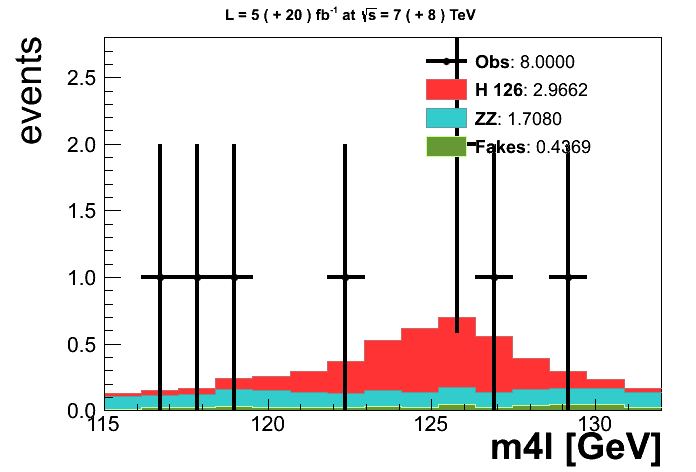 L = 5 ( + 20 ) fb-1 at √s = 7 ( + 8 ) TeV
events
Obs: 8.0000
H 126: 2.9662
ZZ: 1.7080
Fakes: 0.4369
2.5
2.0
1.5
1.0
0.5
0.0
115 120 125 130
m4l [GeV]